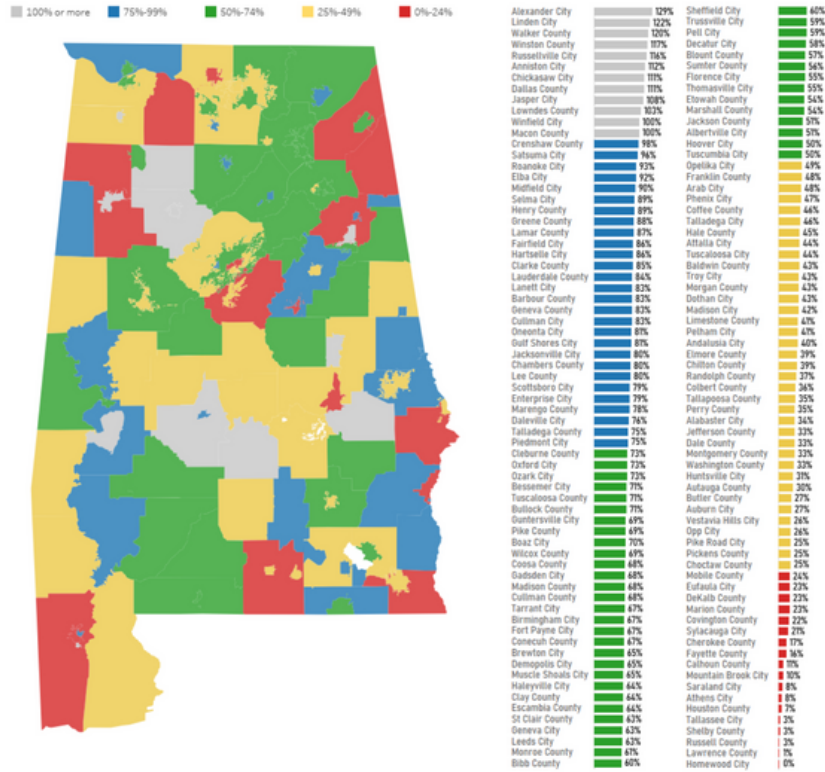 100% or more 75%-99% 50%-74% 25%-49% 0%-24%
Alexander City 129%
Linden City 122%
Walker County 120%
Winston County 117%
Russellville City 116%
Anniston City 112%
Chickasaw City 111%
Dallas County 111%
Jasper City 108%
Lowndes County 103%
Winfield City 100%
Macon County 100%
Crenshaw County 98%
Satsuma City 96%
Roanoke City 93%
Elba City 92%
Midfield City 90%
Selma City 89%
Henry County 89%
Greene County 88%
Lamar County 87%
Fairfield City 86%
Hartselle City 86%
Clarke County 85%
Lauderdale County 84%
Lanett City 83%
Barbour County 83%
Geneva County 83%
Cullman City 83%
Oneonta City 81%
Gulf Shores City 81%
Jacksonville City 80%
Chambers County 80%
Lee County 80%
Scottsboro City 79%
Enterprise City 79%
Marengo County 78%
Daleville City 76%
Talladega County 75%
Piedmont City 75%
Cleburne County 73%
Oxford City 73%
Ozark City 73%
Bessemer City 71%
Tuscaloosa County 71%
Bullock County 71%
Guntersville City 69%
Pike County 69%
Boaz City 70%
Wilcox County 69%
Coosa County 68%
Gadsden City 68%
Madison County 68%
Cullman County 68%
Tarrant City 67%
Birmingham City 67%
Fort Payne City 67%
Conecuh County 67%
Brewton City 65%
Demopolis City 65%
Muscle Shoals City 65%
Haleyville City 64%
Clay County 64%
Escambia County 64%
St Clair County 63%
Geneva City 63%
Leeds City 63%
Monroe County 61%
Bibb County 60%
Sheffield City 60%
Trussville City 59%
Pell City 59%
Decatur City 58%
Blount County 57%
Sumter County 56%
Florence City 55%
Thomasville City 55%
Etowah County 54%
Marshall County 54%
Jackson County 51%
Albertville City 51%
Hoover City 50%
Tuscumbia City 50%
Opelika City 49%
Franklin County 48%
Arab City 48%
Phenix City 47%
Coffee County 46%
Talladega City 46%
Hale County 45%
Attalla City 44%
Tuscaloosa City 44%
Baldwin County 43%
Troy City 43%
Morgan County 43%
Dothan City 43%
Madison City 42%
Limestone County 41%
Pelham City 41%
Andalusia City 40%
Elmore County 39%
Chilton County 39%
Randolph County 37%
Colbert County 36%
Tallapoosa County 35%
Perry County 35%
Alabaster City 34%
Jefferson County 33%
Dale County 33%
Montgomery County 33%
Washington County 33%
Huntsville City 31%
Autauga County 30%
Butler County 27%
Auburn City 27%
Vestavia Hills City 26%
Opp City 26%
Pike Road City 25%
Pickens County 25%
Choctaw County 25%
Mobile County 24%
Eufaula City 23%
DeKalb County 23%
Marion County 23%
Covington County 22%
Sylacauga City 21%
Cherokee County 17%
Fayette County 16%
Calhoun County 11%
Mountain Brook City 10%
Saraland City 8%
Athens City 8%
Houston County 7%
Tallassee City 3%
Shelby County 3%
Russell County 3%
Lawrence County 1%
Homewood City 0%